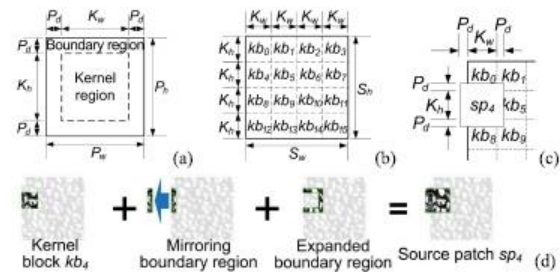 P_d K_w P_d
P_d Boundary region
K_h Kernel region P_h
P_d
P_w (a)
K_w K_w K_w K_w
K_h kb_0 kb_1 kb_2 kb_3
K_h kb_4 kb_5 kb_6 kb_7 S_h
K_h kb_8 kb_9 kb_10 kb_11
K_h kb_12 kb_13 kb_14 kb_15
S_w (b)
P_d K_w P_d
kb_0 kb_1
P_d
K_h sp_4 kb_5
P_d
kb_8 kb_9 (c)
+ + =
Kernel block kb_4
Mirroring boundary region
Expanded boundary region
Source patch sp_4 (d)